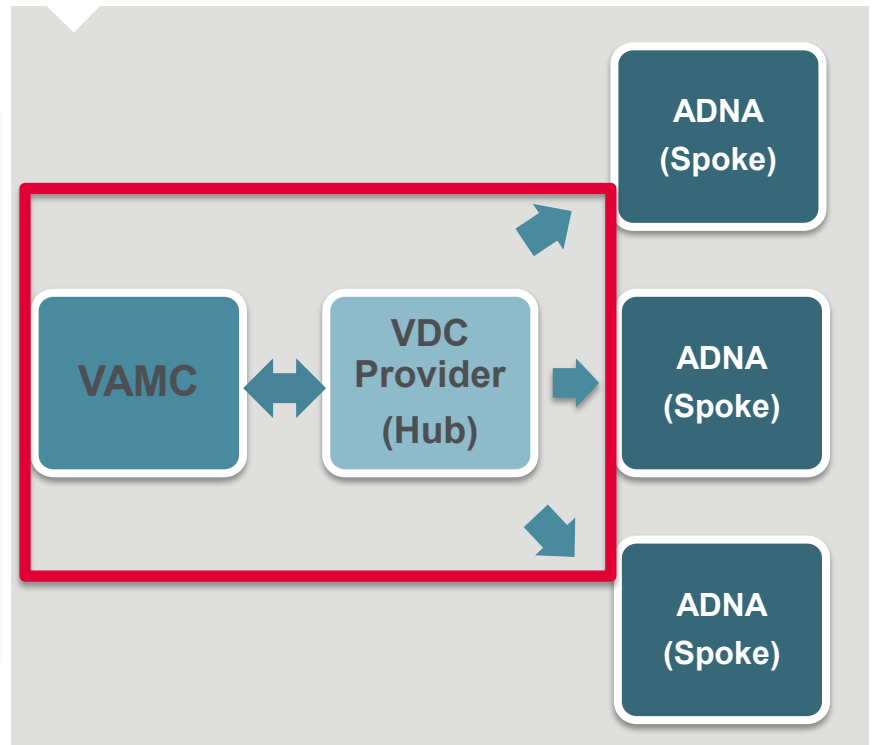 ADNA
(Spoke)
VAMC
VDC
Provider
(Hub)
ADNA
(Spoke)
ADNA
(Spoke)